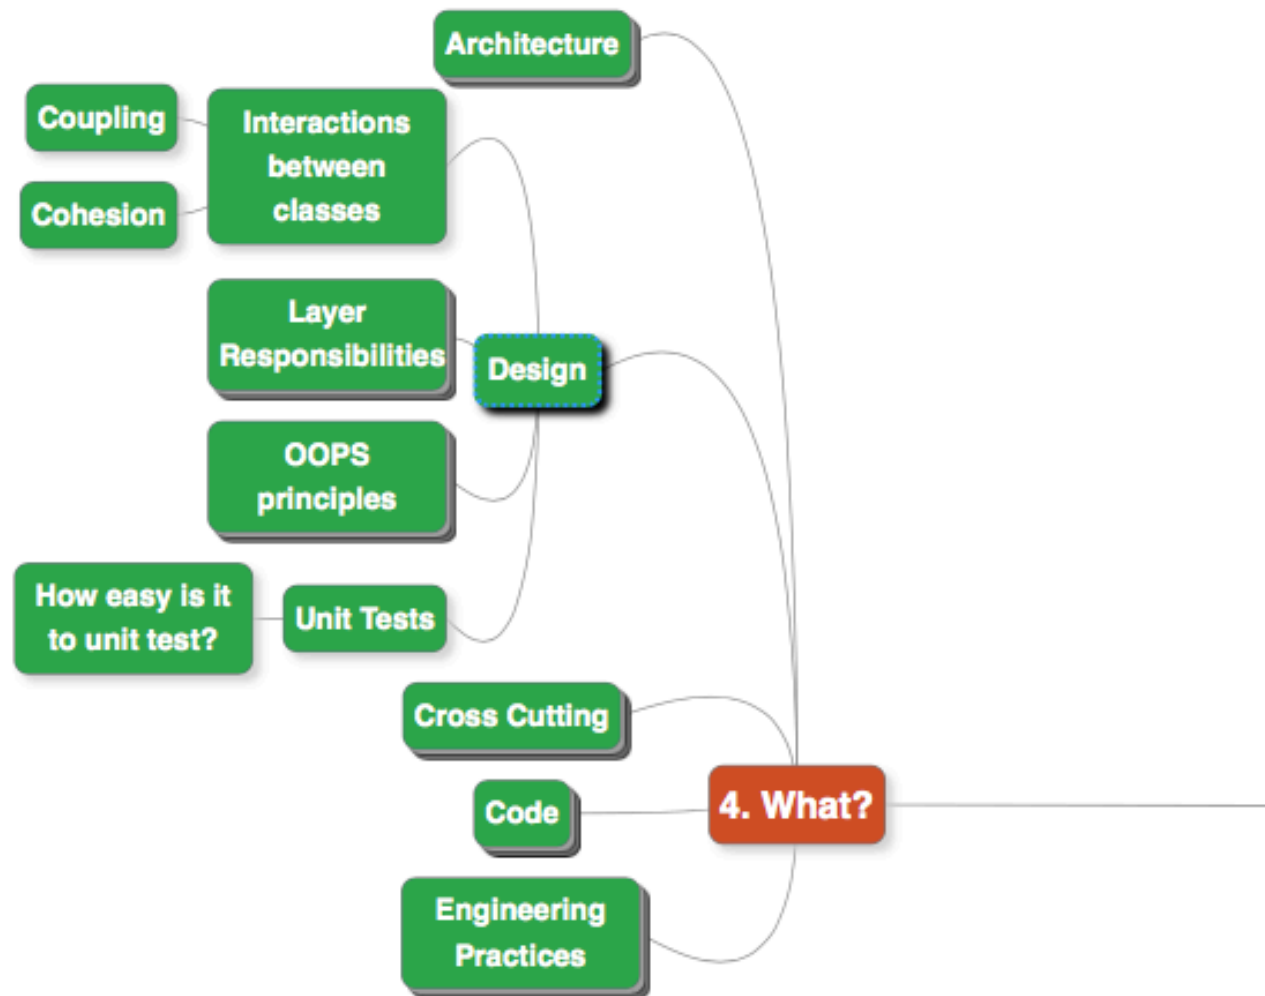 Architecture
Coupling
Interactions
between
classes
Cohesion
Layer
Responsibilities
Design
OOPS
principles
How easy is it
to unit test?
Unit Tests
Cross Cutting
4. What?
Code
Engineering
Practices